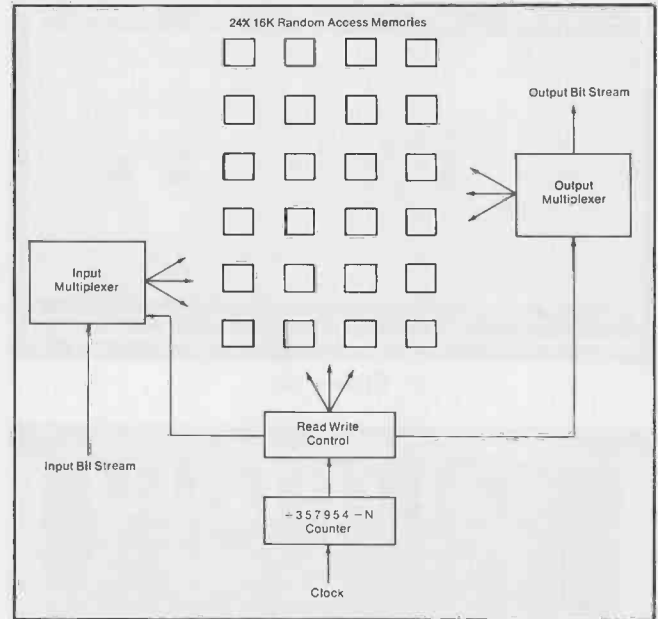 24X 16K Random Access Memories
Output Bit Stream
Output
Multiplexer
Input
Multiplexer
Read Write
Control
Input Bit Stream
÷357954 –N
Counter
Clock